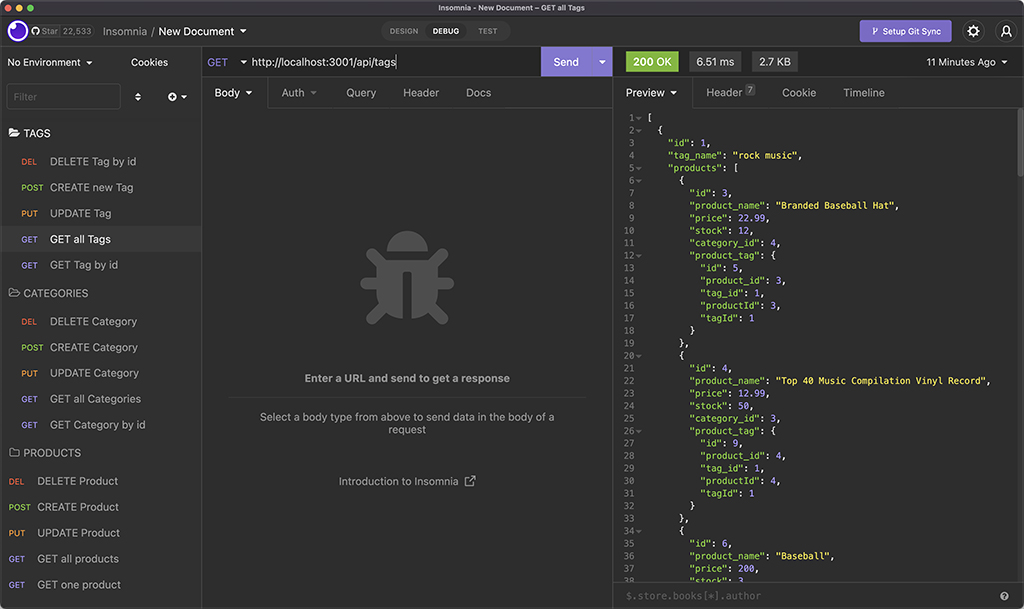 Insomnia - New Document – GET all Tags
Star 22,533
Insomnia / New Document
DESIGN DEBUG TEST
Setup Git Sync
No Environment
Cookies
Filter
TAGS
DEL DELETE Tag by id
POST CREATE new Tag
PUT UPDATE Tag
GET GET all Tags
GET GET Tag by id
CATEGORIES
DEL DELETE Category
POST CREATE Category
PUT UPDATE Category
GET GET all Categories
GET GET Category by id
PRODUCTS
DEL DELETE Product
POST CREATE Product
PUT UPDATE Product
GET GET all products
GET GET one product
GET http://localhost:3001/api/tags
Send
Body Auth Query Header Docs
Enter a URL and send to get a response
Select a body type from above to send data in the body of a
request
Introduction to Insomnia
200 OK 6.51 ms 2.7 KB 11 Minutes Ago
Preview Header 7 Cookie Timeline
1 [
2 {
3 "id": 1,
4 "tag_name": "rock music",
5 "products": [
6 {
7 "id": 3,
8 "product_name": "Branded Baseball Hat",
9 "price": 22.99,
10 "stock": 12,
11 "category_id": 4,
12 "product_tag": {
13 "id": 5,
14 "product_id": 3,
15 "tag_id": 1,
16 "productId": 3,
17 "tagId": 1
18 }
19 },
20 {
21 "id": 4,
22 "product_name": "Top 40 Music Compilation Vinyl Record",
23 "price": 12.99,
24 "stock": 50,
25 "category_id": 3,
26 "product_tag": {
27 "id": 9,
28 "product_id": 4,
29 "tag_id": 1,
30 "productId": 4,
31 "tagId": 1
32 }
33 },
34 {
35 "id": 6,
36 "product_name": "Baseball",
37 "price": 200,
38 "stock": 3,
$.store.books[*].author